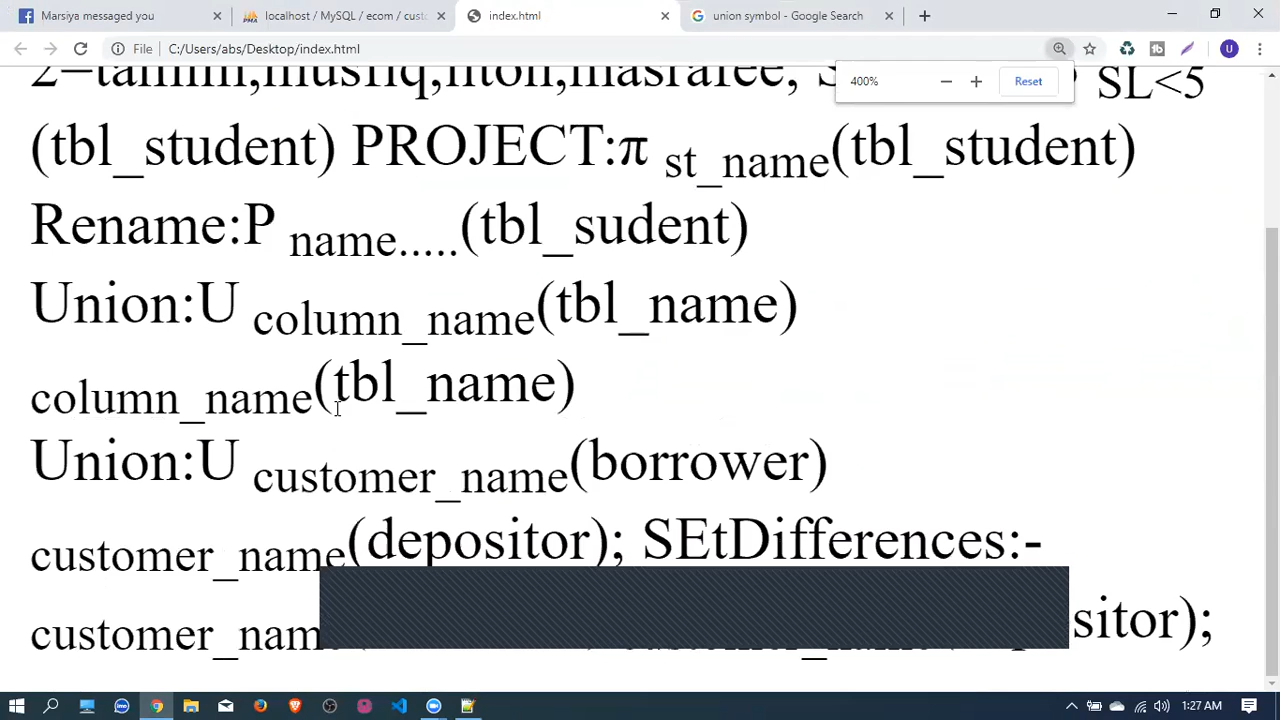 Marsiya messaged you
localhost / MySQL / ecom / custo
index.html
union symbol - Google Search
File
C:/Users/abs/Desktop/index.html
U
400%
Reset
SL<5
(tbl_student) PROJECT:π st_name(tbl_student)
Rename:P name.....(tbl_sudent)
Union:U column_name(tbl_name)
column_name(tbl_name)
Union:U customer_name(borrower)
customer_name(depositor); SEtDifferences:-
sitor);
1:27 AM